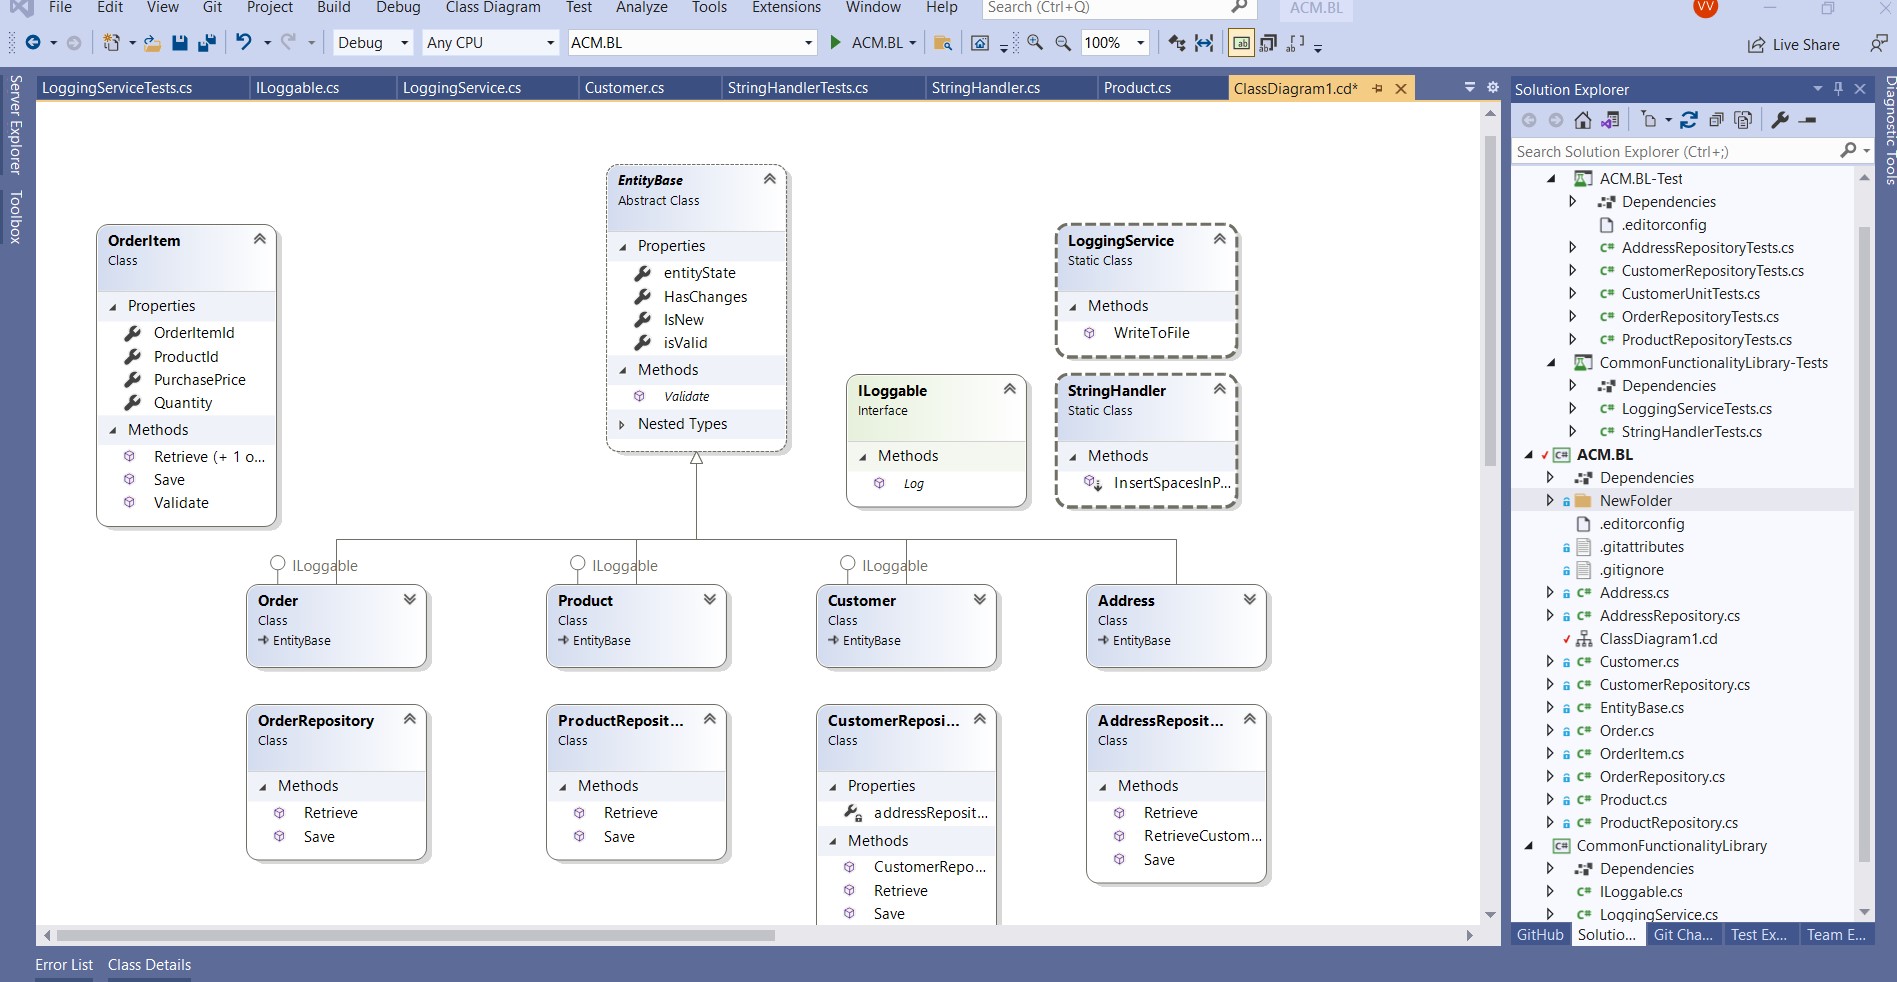 File Edit View Git Project Build Debug Class Diagram Test Analyze Tools Extensions Window Help Search (Ctrl+Q) ACM.BL VV
Debug Any CPU ACM.BL ACM.BL 100% Live Share
LoggingServiceTests.cs ILoggable.cs LoggingService.cs Customer.cs StringHandlerTests.cs StringHandler.cs Product.cs ClassDiagram1.cd*
Server Explorer
Toolbox
OrderItem
Class
Properties
OrderItemId
ProductId
PurchasePrice
Quantity
Methods
Retrieve (+ 1 o...
Save
Validate
EntityBase
Abstract Class
Properties
entityState
HasChanges
IsNew
isValid
Methods
Validate
Nested Types
ILoggable
Interface
Methods
Log
LoggingService
Static Class
Methods
WriteToFile
StringHandler
Static Class
Methods
InsertSpacesInP...
ILoggable
Order
Class
EntityBase
ILoggable
Product
Class
EntityBase
ILoggable
Customer
Class
EntityBase
Address
Class
EntityBase
OrderRepository
Class
Methods
Retrieve
Save
ProductReposit...
Class
Methods
Retrieve
Save
CustomerReposi...
Class
Properties
addressReposit...
Methods
CustomerRepo...
Retrieve
Save
AddressReposit...
Class
Methods
Retrieve
RetrieveCustom...
Save
Solution Explorer
Search Solution Explorer (Ctrl+;)
ACM.BL-Test
Dependencies
.editorconfig
AddressRepositoryTests.cs
CustomerRepositoryTests.cs
CustomerUnitTests.cs
OrderRepositoryTests.cs
ProductRepositoryTests.cs
CommonFunctionalityLibrary-Tests
Dependencies
LoggingServiceTests.cs
StringHandlerTests.cs
ACM.BL
Dependencies
NewFolder
.editorconfig
.gitattributes
.gitignore
Address.cs
AddressRepository.cs
ClassDiagram1.cd
Customer.cs
CustomerRepository.cs
EntityBase.cs
Order.cs
OrderItem.cs
OrderRepository.cs
Product.cs
ProductRepository.cs
CommonFunctionalityLibrary
Dependencies
ILoggable.cs
LoggingService.cs
GitHub Solutio... Git Cha... Test Ex... Team E...
Diagnostic Tools
Error List Class Details